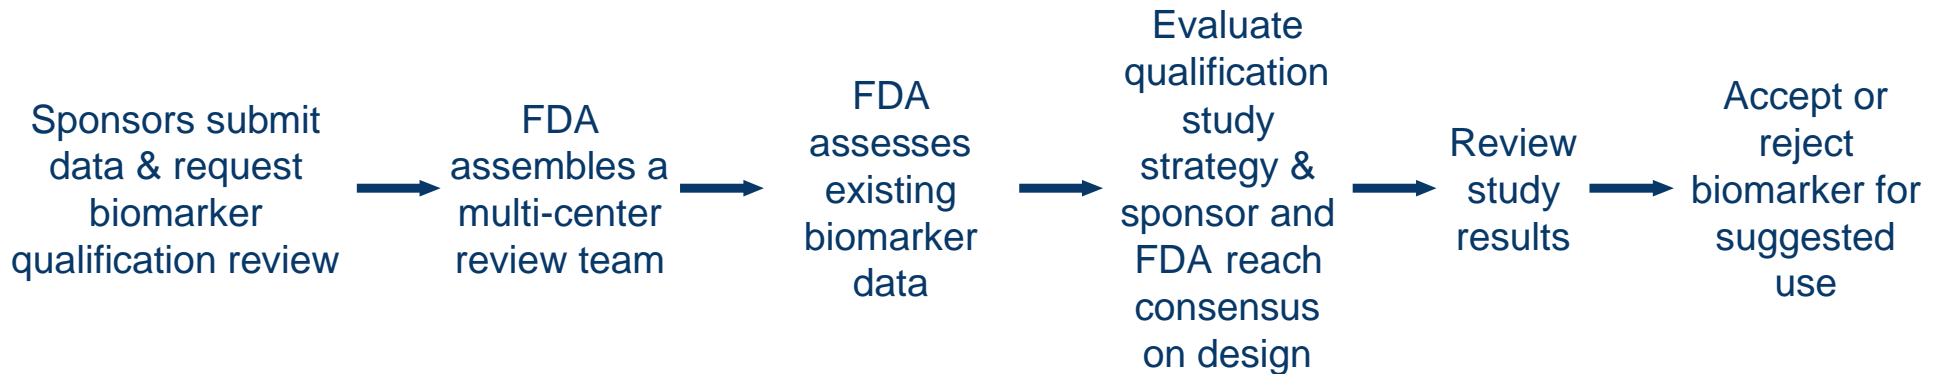 Sponsors submit
data & request
biomarker
qualification review
FDA
assembles a
multi-center
review team
FDA
assesses
existing
biomarker
data
Evaluate
qualification
study
strategy &
sponsor and
FDA reach
consensus
on design
Review
study
results
Accept or
reject
biomarker for
suggested
use